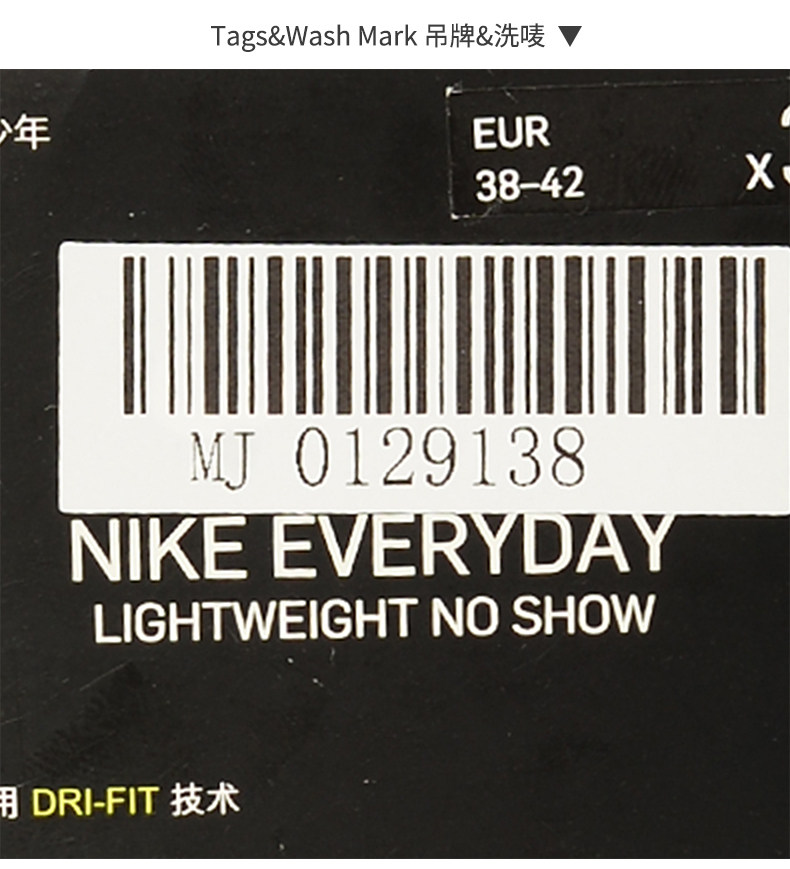 Tags&Wash Mark 吊牌&洗唛 ▼
少年
EUR
38–42
X
MJ 0129138
NIKE EVERYDAY
LIGHTWEIGHT NO SHOW
用 DRI-FIT 技术